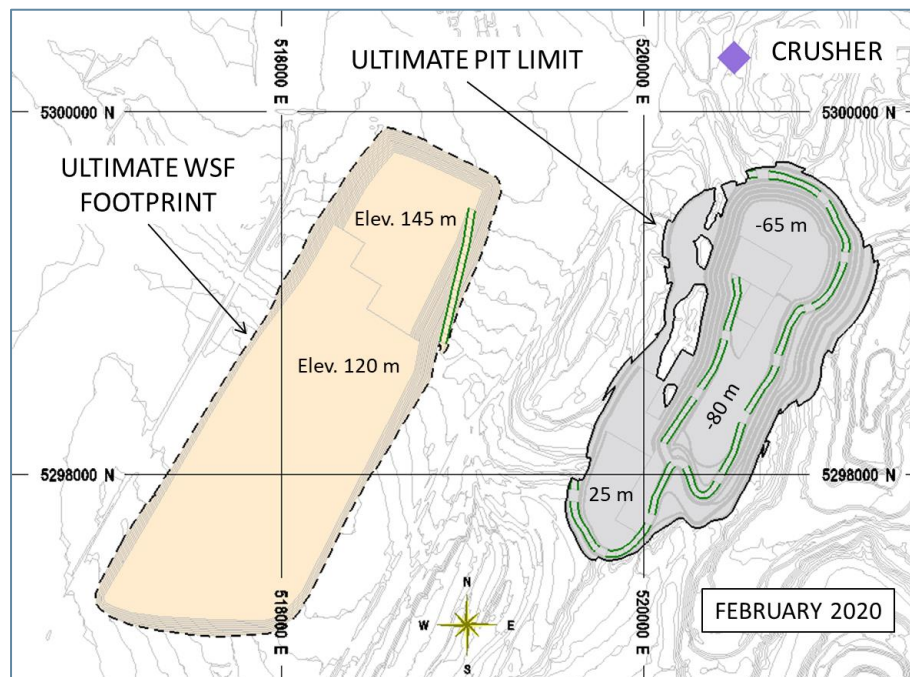 518000 E
520000 E
ULTIMATE PIT LIMIT
CRUSHER
5300000 N
5300000 N
ULTIMATE WSF
FOOTPRINT
Elev. 145 m
-65 m
Elev. 120 m
-80 m
5298000 N
5298000 N
25 m
518000 E
520000 E
N
W
E
S
FEBRUARY 2020